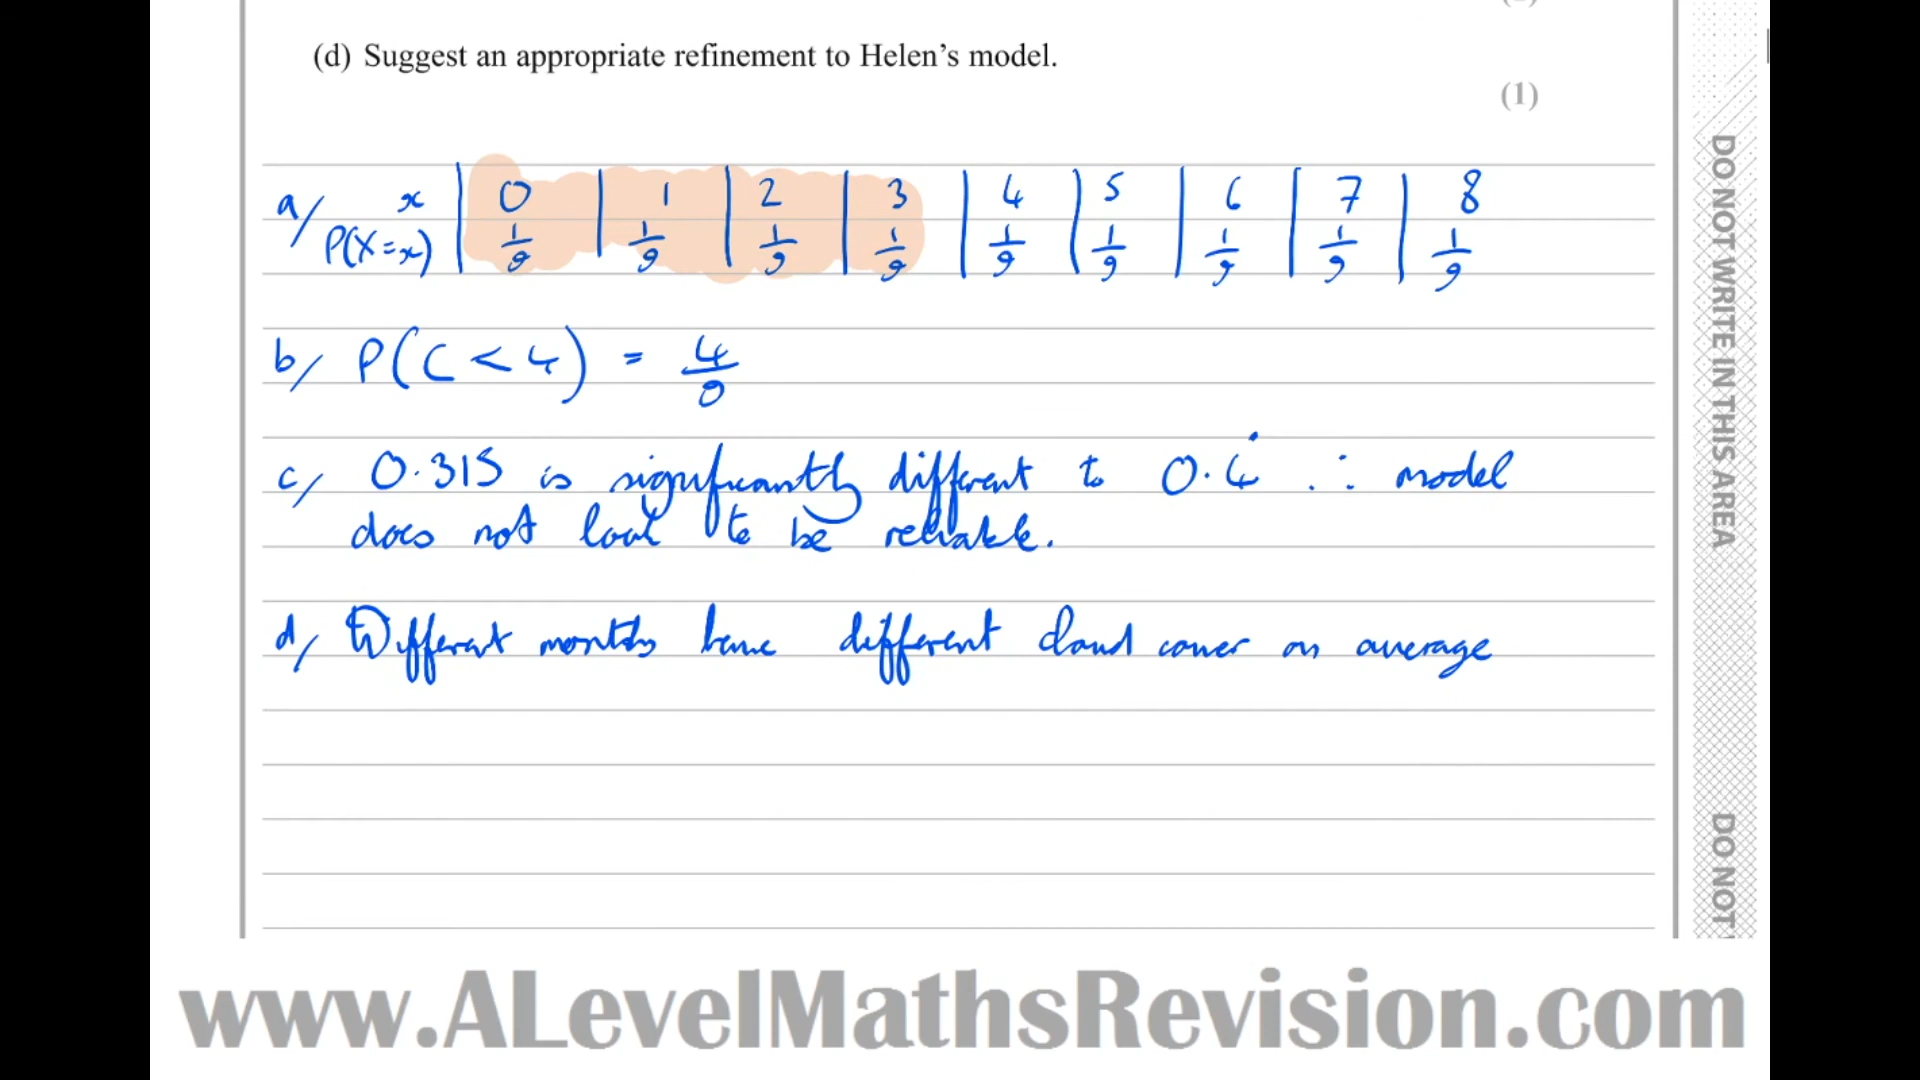 (d) Suggest an appropriate refinement to Helen's model.
(1)
a/ x | 0 | 1 | 2 | 3 | 4 | 5 | 6 | 7 | 8
P(X=x) | 1/9 | 1/9 | 1/9 | 1/9 | 1/9 | 1/9 | 1/9 | 1/9 | 1/9
b/ P(C < 4) = 4/9
c/ 0.315 is significantly different to 0.4̇ ∴ model
does not look to be reliable.
d/ Different months have different cloud cover on average
DO NOT WRITE IN THIS AREA
DO NOT
www.ALevelMathsRevision.com